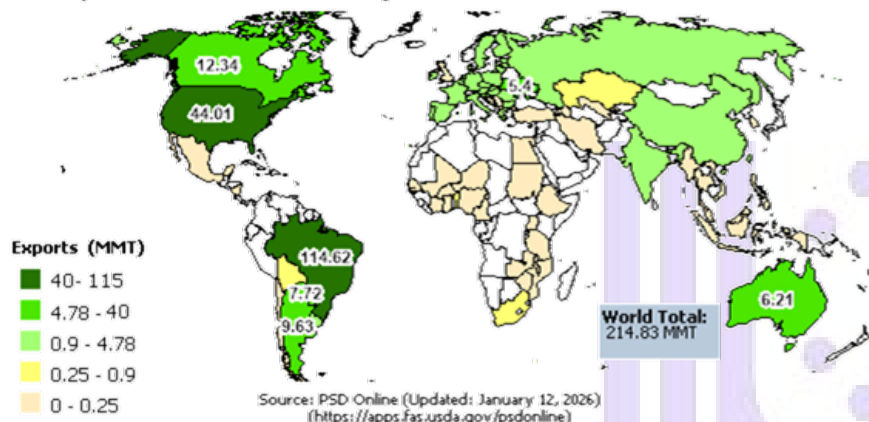 12.34
44.01
5.4
114.62
7.72
9.63
6.21
Exports (MMT)
40- 115
4.78 - 40
0.9 - 4.78
0.25 - 0.9
0 - 0.25
World Total:
214.83 MMT
Source: PSD Online (Updated: January 12, 2026)
(https://apps.fas.usda.gov/psdonline)